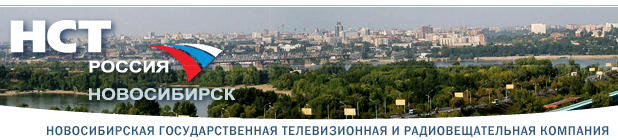 НСТ
РОССИЯ
НОВОСИБИРСК
НОВОСИБИРСКАЯ ГОСУДАРСТВЕННАЯ ТЕЛЕВИЗИОННАЯ И РАДИОВЕЩАТЕЛЬНАЯ КОМПАНИЯ